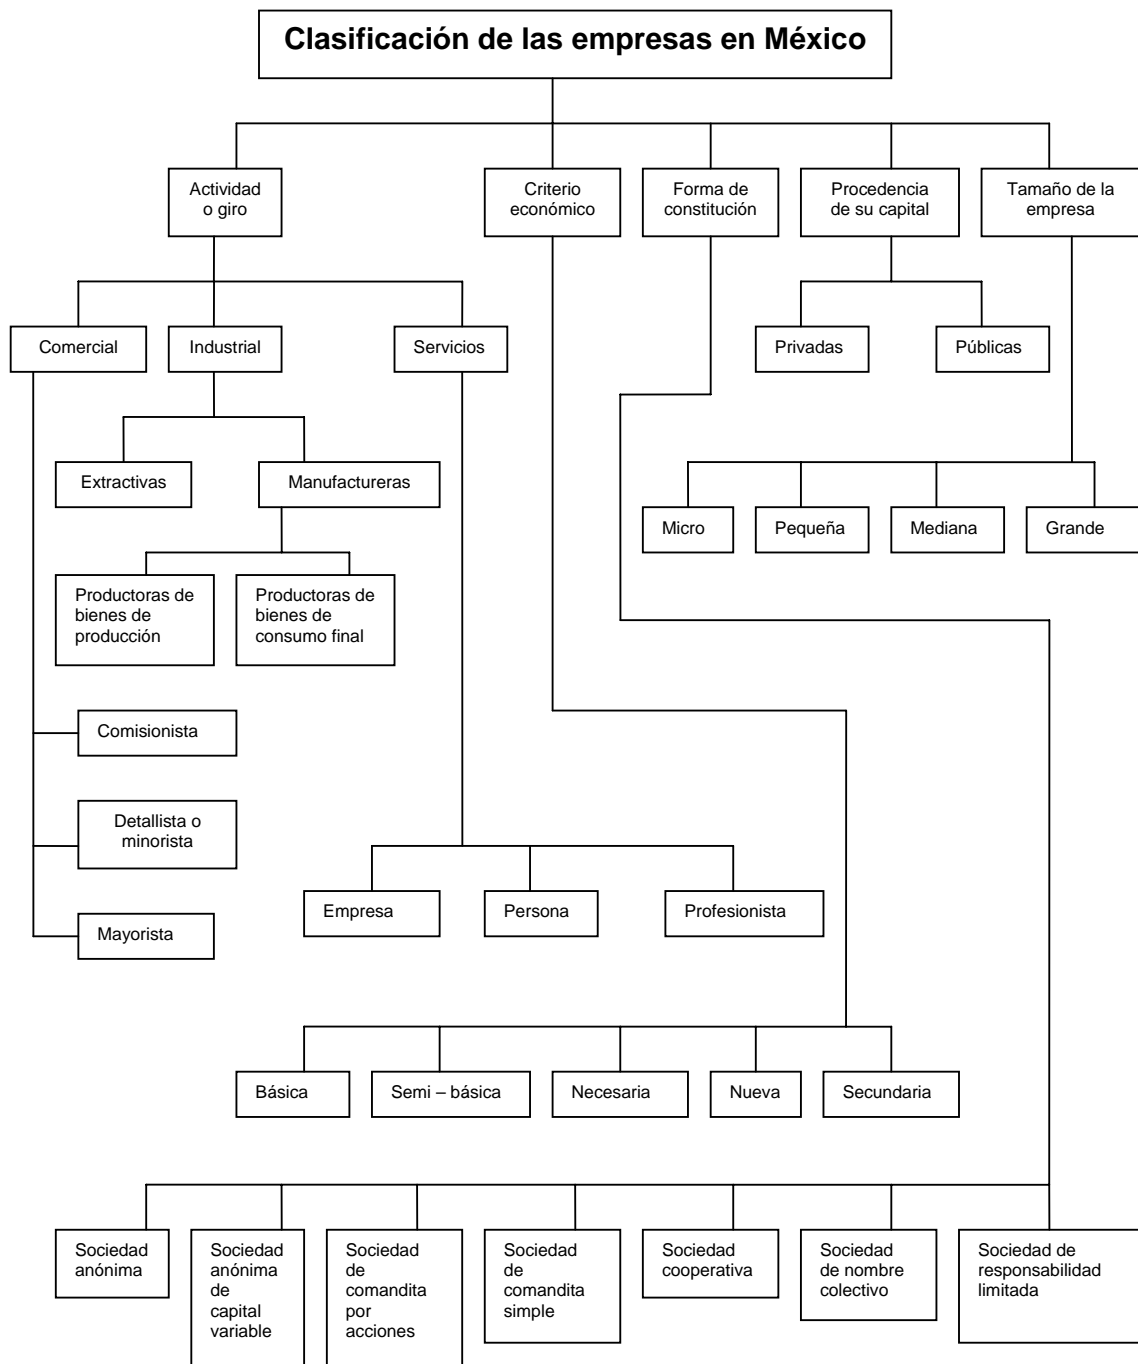 Clasificación de las empresas en México
Actividad
o giro
Criterio
económico
Forma de
constitución
Procedencia
de su capital
Tamaño de la
empresa
Comercial
Industrial
Servicios
Privadas
Públicas
Extractivas
Manufactureras
Micro
Pequeña
Mediana
Grande
Productoras de
bienes de
producción
Productoras de
bienes de
consumo final
Comisionista
Detallista o
minorista
Mayorista
Empresa
Persona
Profesionista
Básica
Semi – básica
Necesaria
Nueva
Secundaria
Sociedad
anónima
Sociedad
anónima
de
capital
variable
Sociedad
de
comandita
por
acciones
Sociedad
de
comandita
simple
Sociedad
cooperativa
Sociedad
de nombre
colectivo
Sociedad de
responsabilidad
limitada